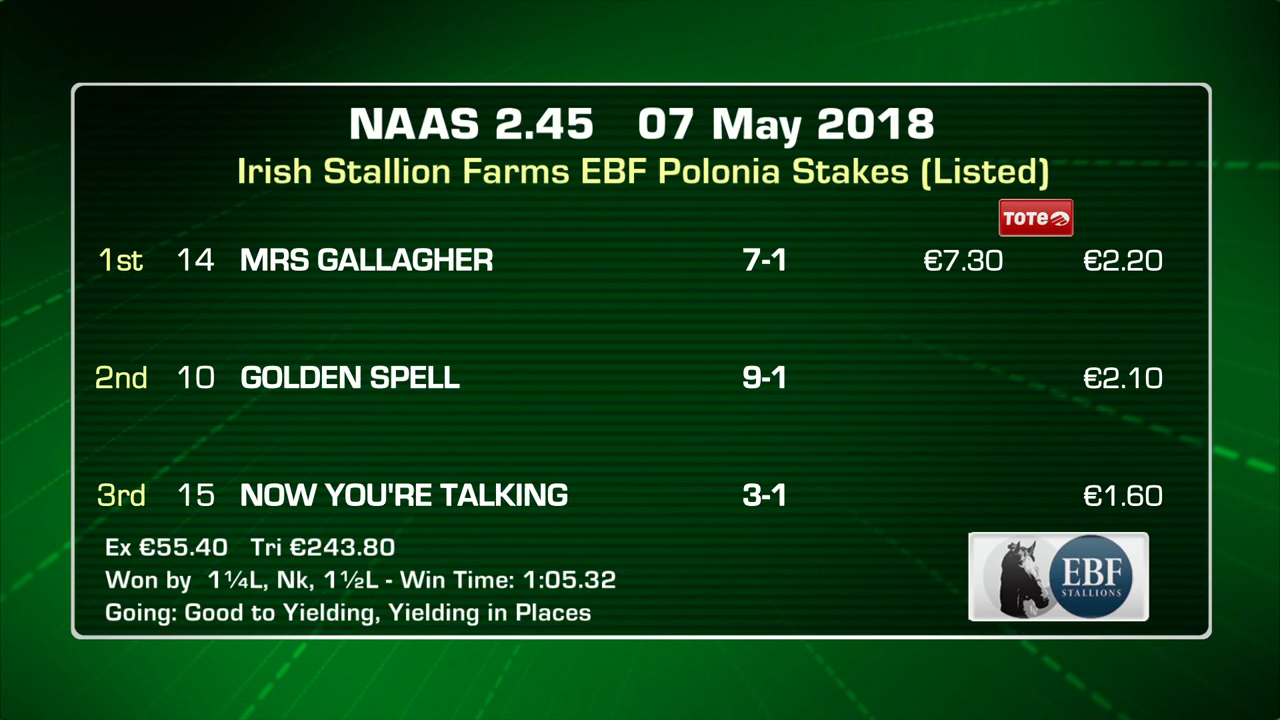 NAAS 2.45 07 May 2018
Irish Stallion Farms EBF Polonia Stakes (Listed)
TOTE
1st 14 MRS GALLAGHER 7-1 €7.30 €2.20
2nd 10 GOLDEN SPELL 9-1 €2.10
3rd 15 NOW YOU'RE TALKING 3-1 €1.60
Ex €55.40 Tri €243.80
Won by 1¼L, Nk, 1½L - Win Time: 1:05.32
Going: Good to Yielding, Yielding in Places
EBF
STALLIONS